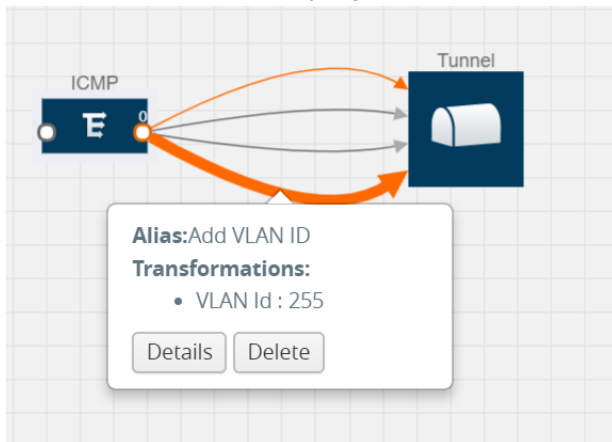 ICMP
Tunnel
0
Alias:Add VLAN ID
Transformations:
• VLAN Id : 255
Details
Delete